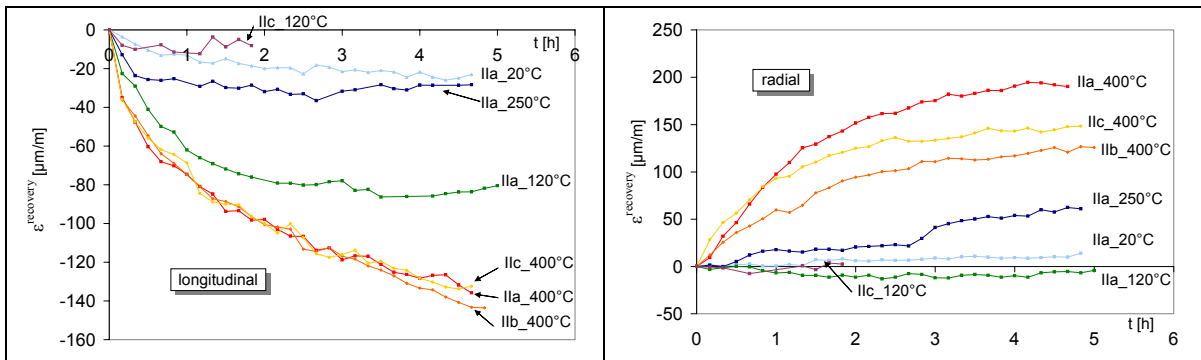 IIc_120°C
0
0 1 2 3 4 5 6
t [h]
-20
IIa_20°C
IIa_250°C
-40
-60
-80
IIa_120°C
-100
-120
-140
-160
εrecovery [µm/m]
longitudinal
IIc_400°C
IIa_400°C
IIb_400°C
250
200
150
100
50
0
-50
εrecovery [µm/m]
radial
IIa_400°C
IIc_400°C
IIb_400°C
IIa_250°C
IIa_20°C
IIc_120°C
IIa_120°C
t [h]
0 1 2 3 4 5 6